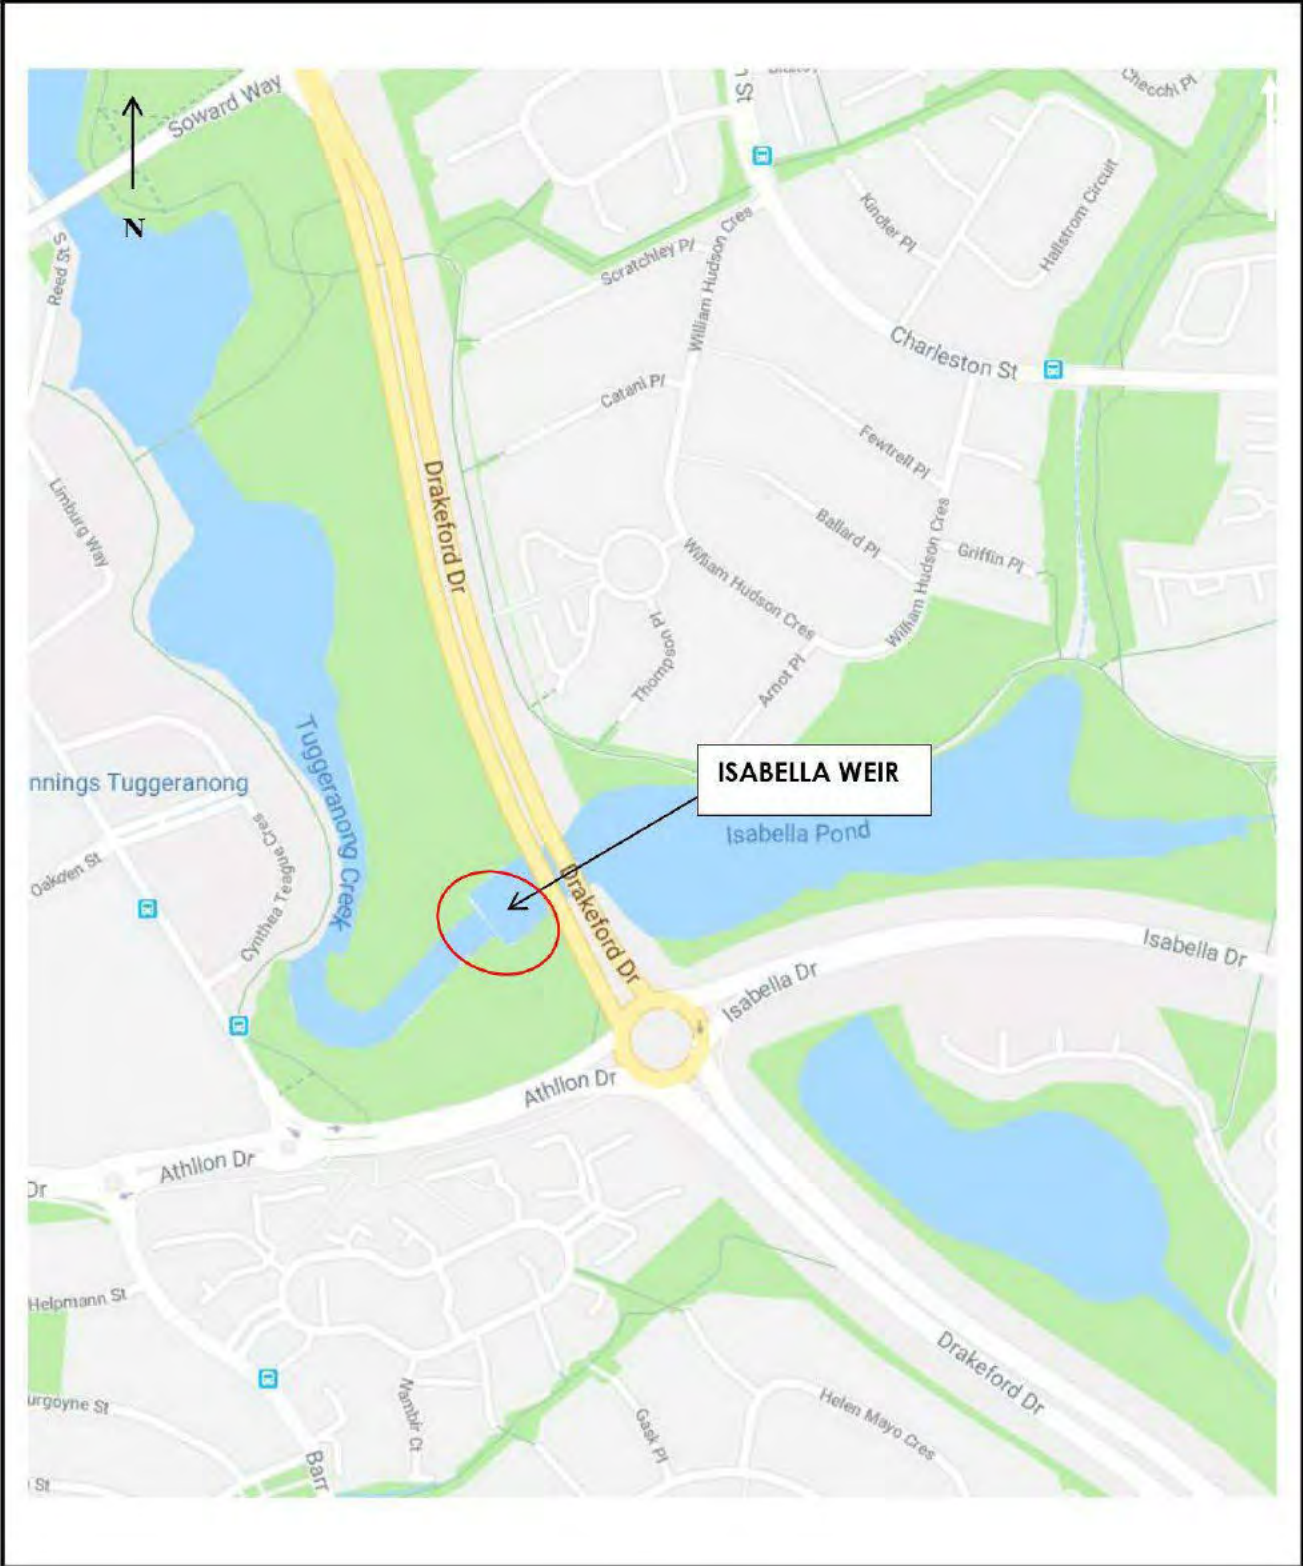 Soward Way
n St
Checchi Pl
N
Reed St S
Kindler Pl
Hallstrom Circuit
Scratchley Pl
William Hudson Cres
Charleston St
Catani Pl
Drakeford Dr
Fewtrell Pl
Limburg Way
Ballard Pl
William Hudson Cres
Griffin Pl
William Hudson Cres
Thompson Pl
Arnot Pl
Tuggeranong Creek
ISABELLA WEIR
nnings Tuggeranong
Isabella Pond
Oakden St
Cynthea Teague Cres
Drakeford Dr
Isabella Dr
Isabella Dr
Athllon Dr
Athllon Dr
Dr
Helpmann St
Drakeford Dr
urgoyne St
Nambir Ct
Gask Pl
Helen Mayo Cres
Barr
St